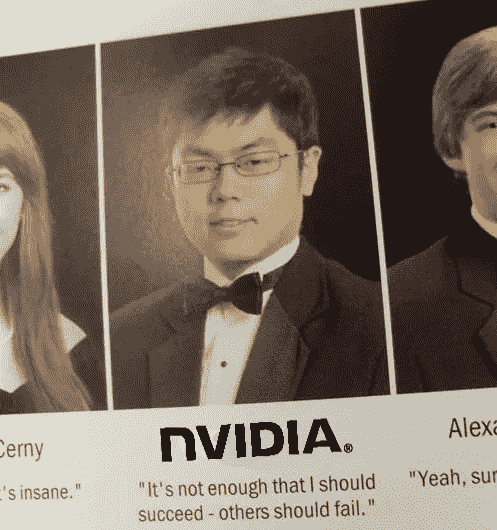 Cerny
't's insane."
nVIDIA®
"It's not enough that I should
succeed - others should fail."
Alexa
"Yeah, sur